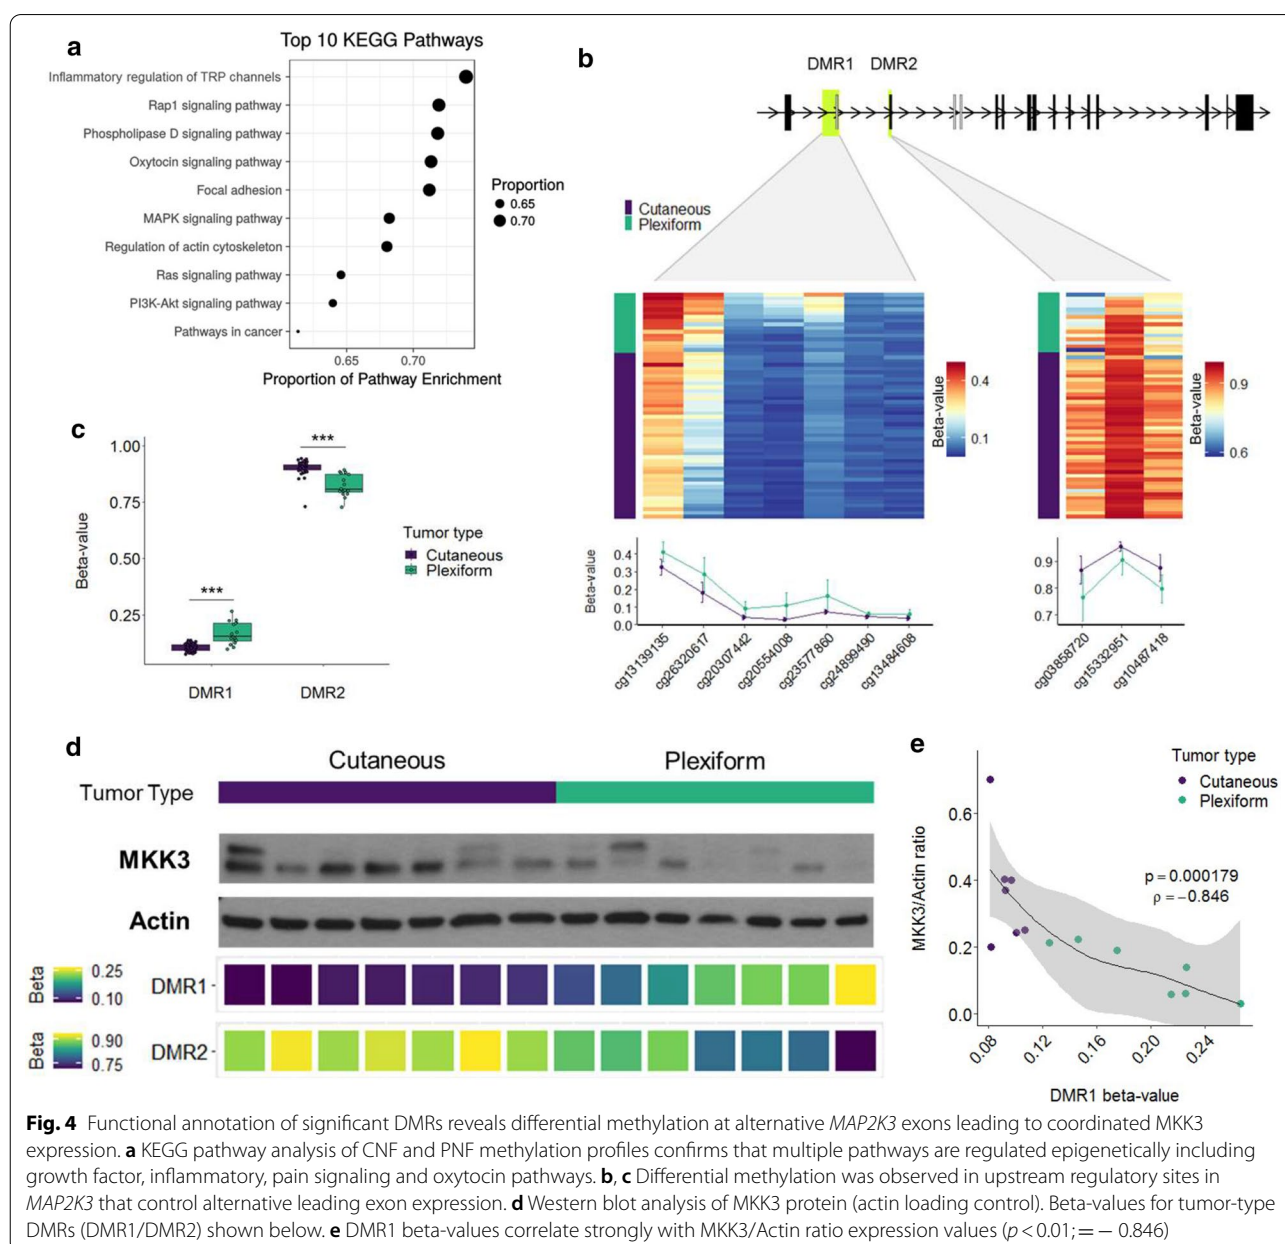 a
Top 10 KEGG Pathways
Inflammatory regulation of TRP channels
Rap1 signaling pathway
Phospholipase D signaling pathway
Oxytocin signaling pathway
Focal adhesion
MAPK signaling pathway
Regulation of actin cytoskeleton
Ras signaling pathway
PI3K-Akt signaling pathway
Pathways in cancer
0.65 0.70
Proportion of Pathway Enrichment
Proportion
0.65
0.70
b
DMR1 DMR2
Cutaneous
Plexiform
Beta-value
0.4
0.1
Beta-value
0.9
0.6
Beta-value
0.4
0.3
0.2
0.1
0.0
cg13139135 cg26320617 cg20307442 cg20554008 cg23577860 cg24899490 cg13484608
0.9
0.8
0.7
cg03858720 cg15332951 cg10487418
c
Beta-value
1.00
0.75
0.50
0.25
***
***
DMR1 DMR2
Tumor type
Cutaneous
Plexiform
d
Cutaneous Plexiform
Tumor Type
MKK3
Actin
Beta
0.25
0.10
DMR1
Beta
0.90
0.75
DMR2
e
Tumor type
Cutaneous
Plexiform
MKK3/Actin ratio
0.6
0.4
0.2
0.0
p = 0.000179
ρ = −0.846
0.08 0.12 0.16 0.20 0.24
DMR1 beta-value
Fig. 4 Functional annotation of significant DMRs reveals differential methylation at alternative MAP2K3 exons leading to coordinated MKK3
expression. a KEGG pathway analysis of CNF and PNF methylation profiles confirms that multiple pathways are regulated epigenetically including
growth factor, inflammatory, pain signaling and oxytocin pathways. b, c Differential methylation was observed in upstream regulatory sites in
MAP2K3 that control alternative leading exon expression. d Western blot analysis of MKK3 protein (actin loading control). Beta-values for tumor-type
DMRs (DMR1/DMR2) shown below. e DMR1 beta-values correlate strongly with MKK3/Actin ratio expression values (p < 0.01; = − 0.846)